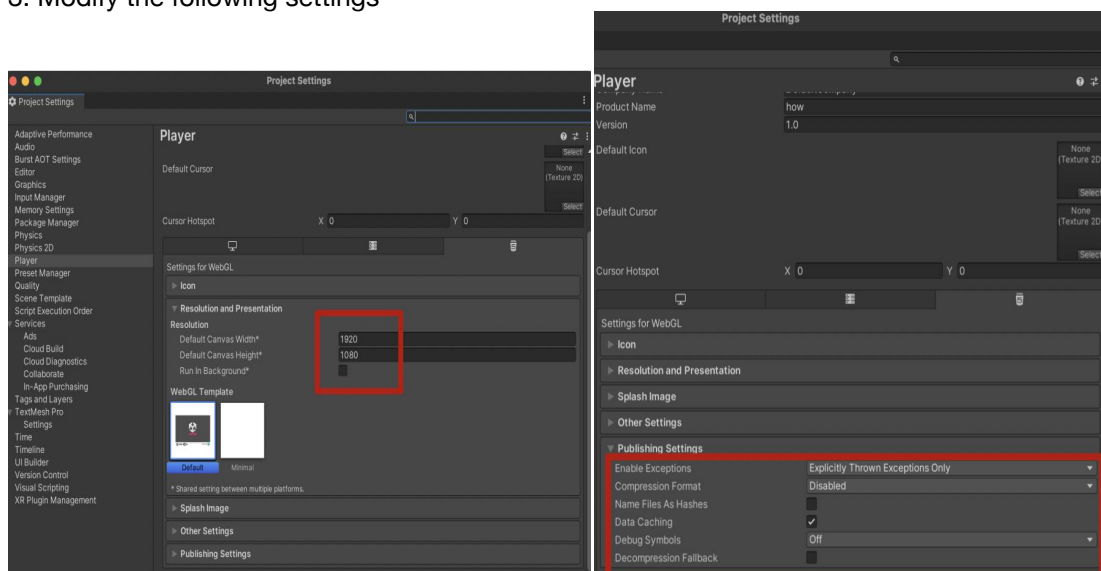 3. Modify the following settings
Project Settings
Project Settings
Adaptive Performance
Audio
Burst AOT Settings
Editor
Graphics
Input Manager
Memory Settings
Package Manager
Physics
Physics 2D
Player
Preset Manager
Quality
Scene Template
Script Execution Order
Services
Ads
Cloud Build
Cloud Diagnostics
Collaborate
In-App Purchasing
Tags and Layers
TextMesh Pro
Settings
Time
Timeline
UI Builder
Version Control
Visual Scripting
XR Plugin Management
Player
Select
Default Cursor
None
(Texture 2D)
Select
Cursor Hotspot X 0 Y 0
Settings for WebGL
Icon
Resolution and Presentation
Resolution
Default Canvas Width* 1920
Default Canvas Height* 1080
Run In Background*
WebGL Template
Default Minimal
* Shared setting between multiple platforms.
Splash Image
Other Settings
Publishing Settings
Project Settings
Player
Product Name how
Version 1.0
Default Icon
None
(Texture 2D
Select
Default Cursor
None
(Texture 2D
Select
Cursor Hotspot X 0 Y 0
Settings for WebGL
Icon
Resolution and Presentation
Splash Image
Other Settings
Publishing Settings
Enable Exceptions Explicitly Thrown Exceptions Only
Compression Format Disabled
Name Files As Hashes
Data Caching
Debug Symbols Off
Decompression Fallback